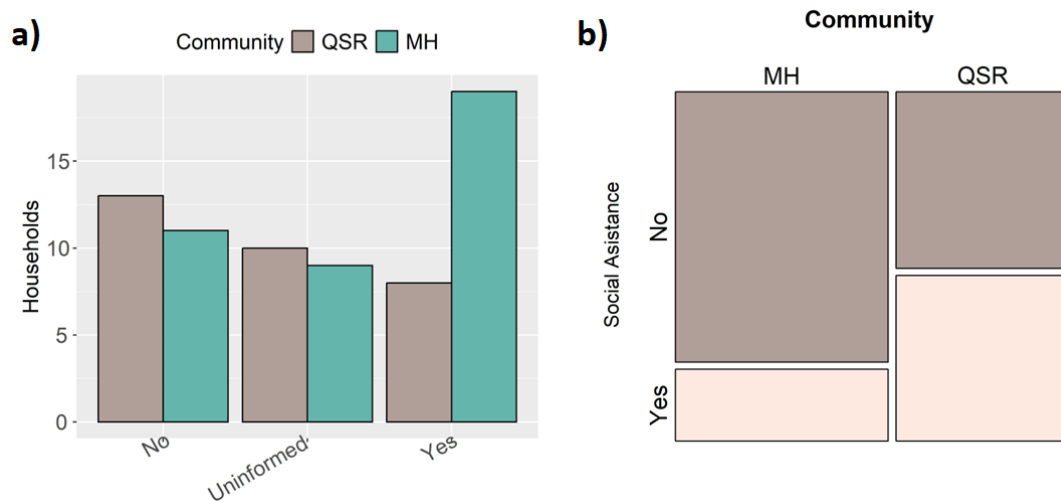 a)
Community QSR MH
Households
15
10
5
0
No
Uninformed
Yes
b)
Community
MH QSR
Social Asistance
No
Yes